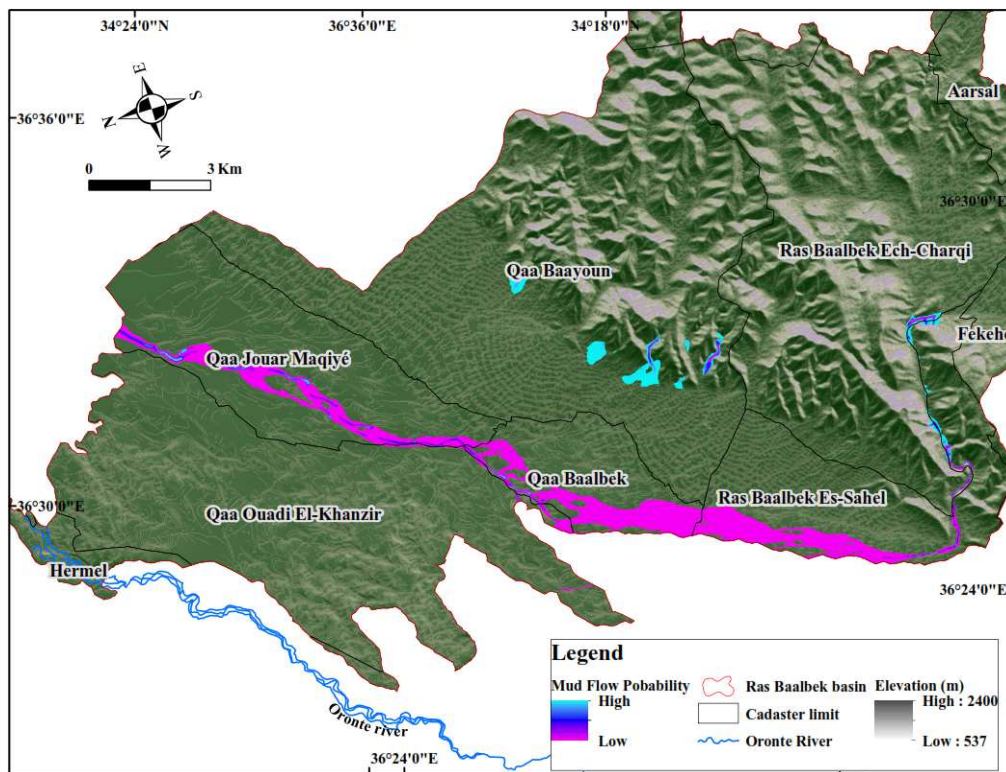 34°24'0"N
36°36'0"E
34°18'0"N
Aarsal
E
S
N
W
36°36'0"E
0
3 Km
36°30'0"E
Ras Baalbek Ech-Charqi
Qaa Baayoun
Fekehe
Qaa Jouar Maqiyé
Qaa Baalbek
Ras Baalbek Es-Sahel
36°30'0"E
Qaa Ouadi El-Khanzir
Hermel
36°24'0"E
Oronte river
36°24'0"E
Legend
Mud Flow Pobability
High
Low
Ras Baalbek basin
Cadaster limit
Oronte River
Elevation (m)
High : 2400
Low : 537